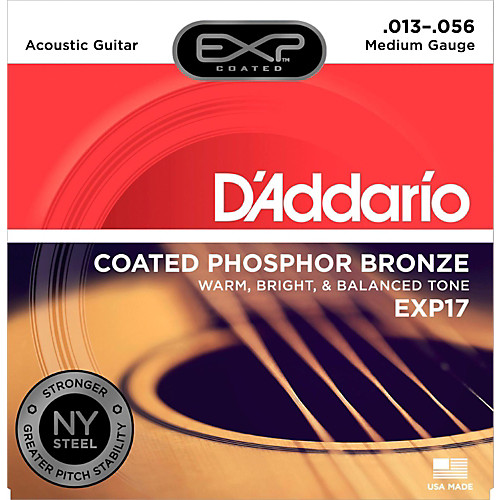 Acoustic Guitar
EXP™
COATED
.013–.056
Medium Gauge
D'Addario
COATED PHOSPHOR BRONZE
WARM, BRIGHT, & BALANCED TONE
EXP17
STRONGER
NY
STEEL
GREATER PITCH STABILITY
USA MADE